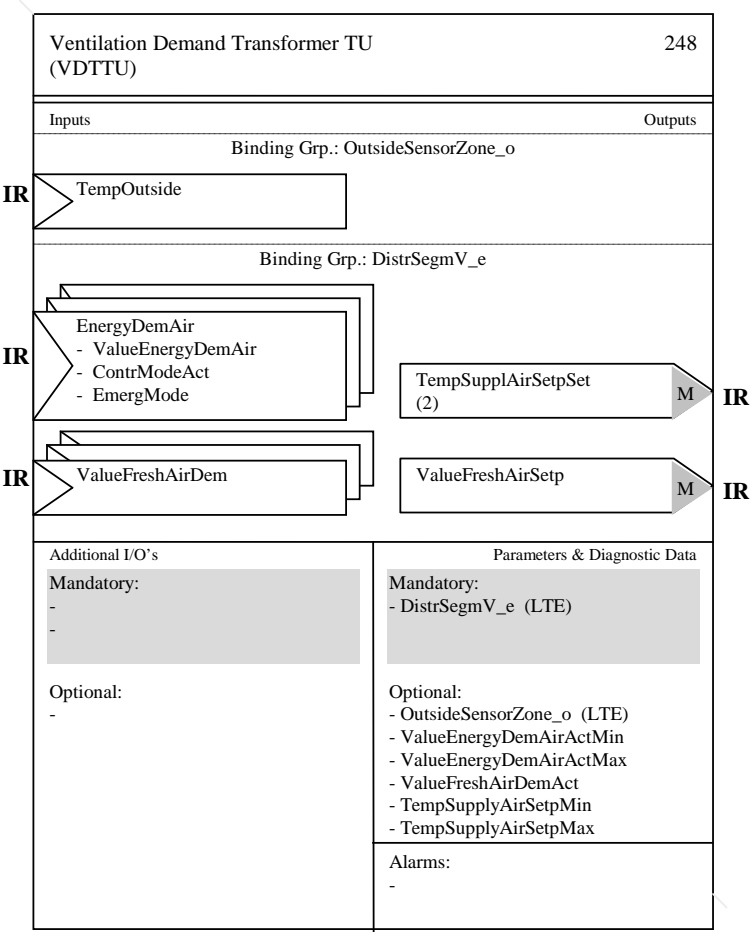 Ventilation Demand Transformer TU 248
(VDTTU)
Inputs Outputs
Binding Grp.: OutsideSensorZone_o
IR TempOutside
Binding Grp.: DistrSegmV_e
EnergyDemAir
IR - ValueEnergyDemAir
- ContrModeAct
- EmergMode
TempSupplAirSetpSet
(2) M IR
IR ValueFreshAirDem
ValueFreshAirSetp M IR
Additional I/O's
Mandatory:
-
-
Optional:
-
Parameters & Diagnostic Data
Mandatory:
- DistrSegmV_e (LTE)
Optional:
- OutsideSensorZone_o (LTE)
- ValueEnergyDemAirActMin
- ValueEnergyDemAirActMax
- ValueFreshAirDemAct
- TempSupplyAirSetpMin
- TempSupplyAirSetpMax
Alarms:
-